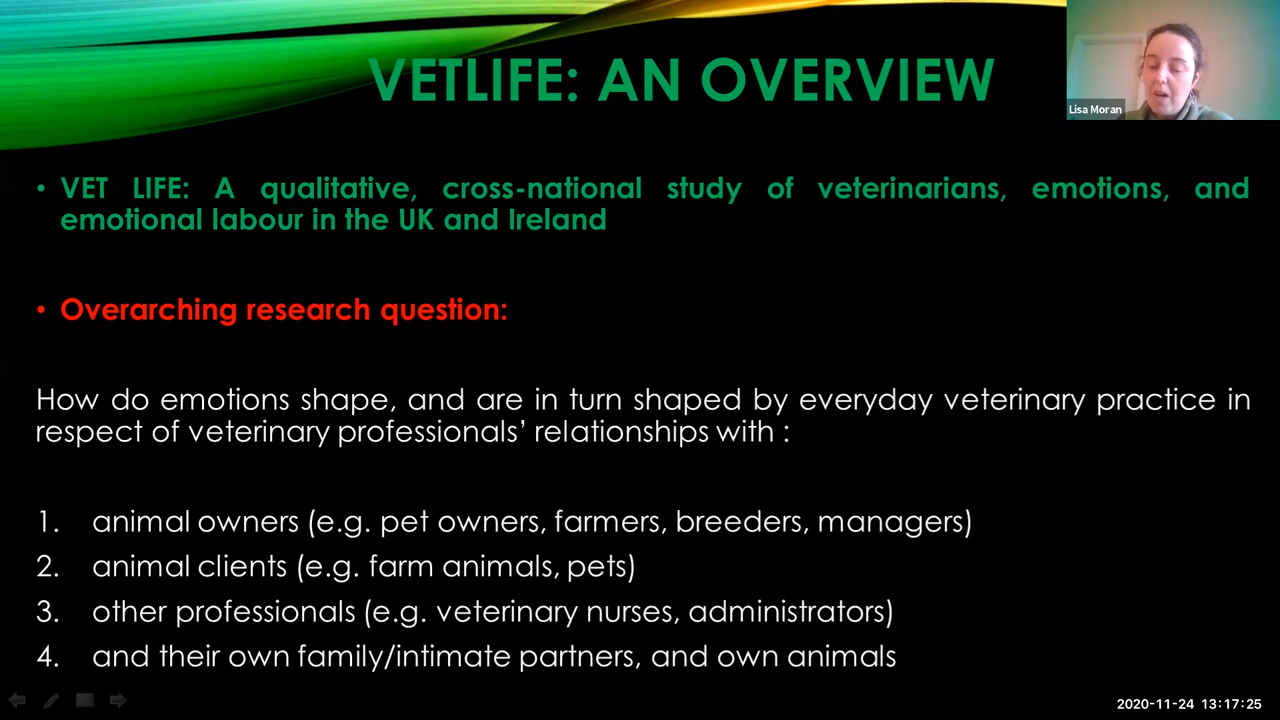 VETLIFE: AN OVERVIEW
Lisa Moran
• VET LIFE: A qualitative, cross-national study of veterinarians, emotions, and
emotional labour in the UK and Ireland
• Overarching research question:
How do emotions shape, and are in turn shaped by everyday veterinary practice in
respect of veterinary professionals’ relationships with :
1. animal owners (e.g. pet owners, farmers, breeders, managers)
2. animal clients (e.g. farm animals, pets)
3. other professionals (e.g. veterinary nurses, administrators)
4. and their own family/intimate partners, and own animals
2020-11-24 13:17:25